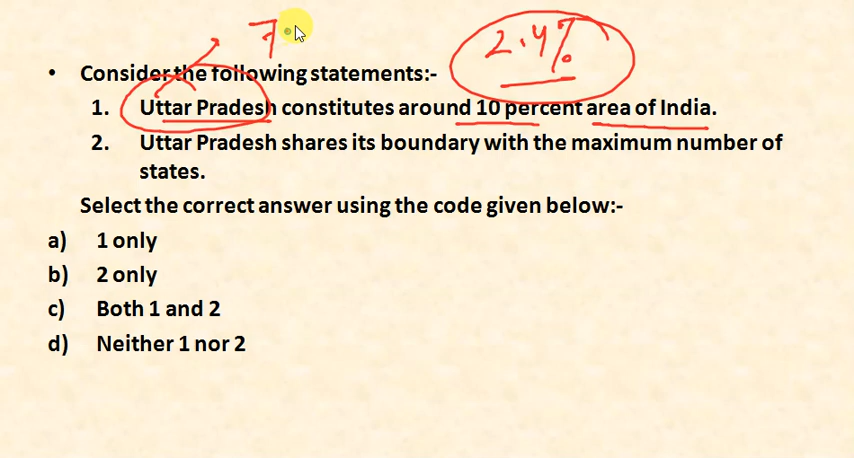 7.
2.4%
• Consider the following statements:-
1. Uttar Pradesh constitutes around 10 percent area of India.
2. Uttar Pradesh shares its boundary with the maximum number of
states.
Select the correct answer using the code given below:-
a) 1 only
b) 2 only
c) Both 1 and 2
d) Neither 1 nor 2